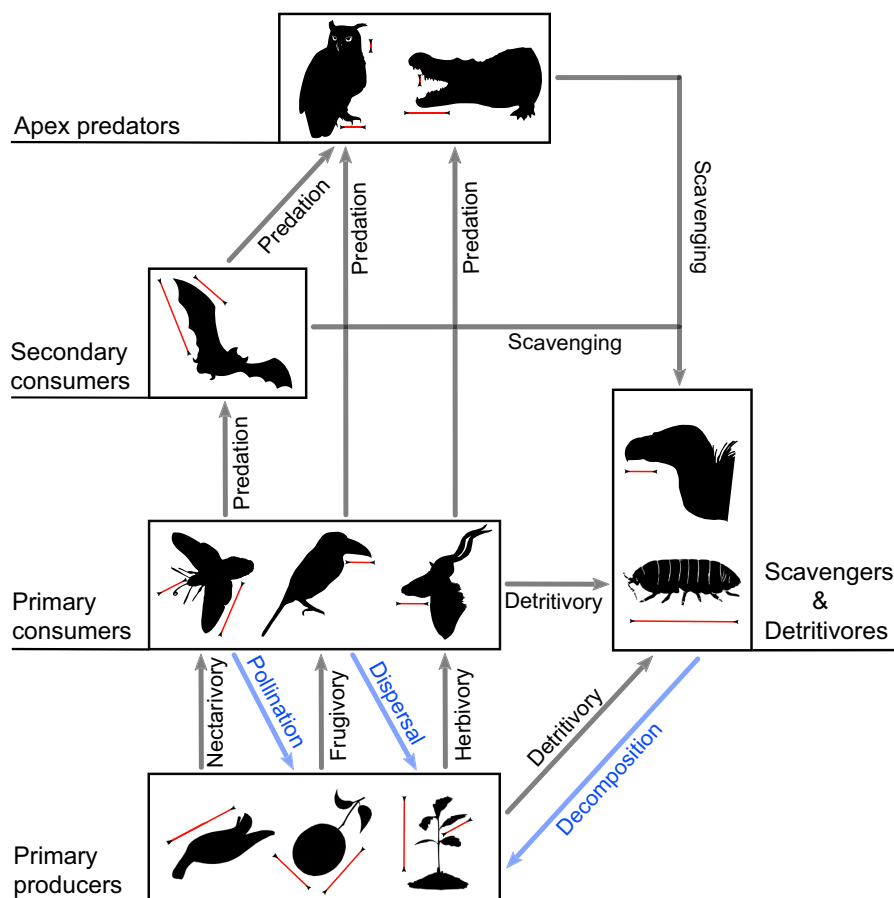 Apex predators
Predation
Predation
Predation
Scavenging
Scavenging
Secondary
consumers
Predation
Primary
consumers
Detritivory
Scavengers
&
Detritivores
Nectarivory
Pollination
Frugivory
Dispersal
Herbivory
Detritivory
Decomposition
Primary
producers